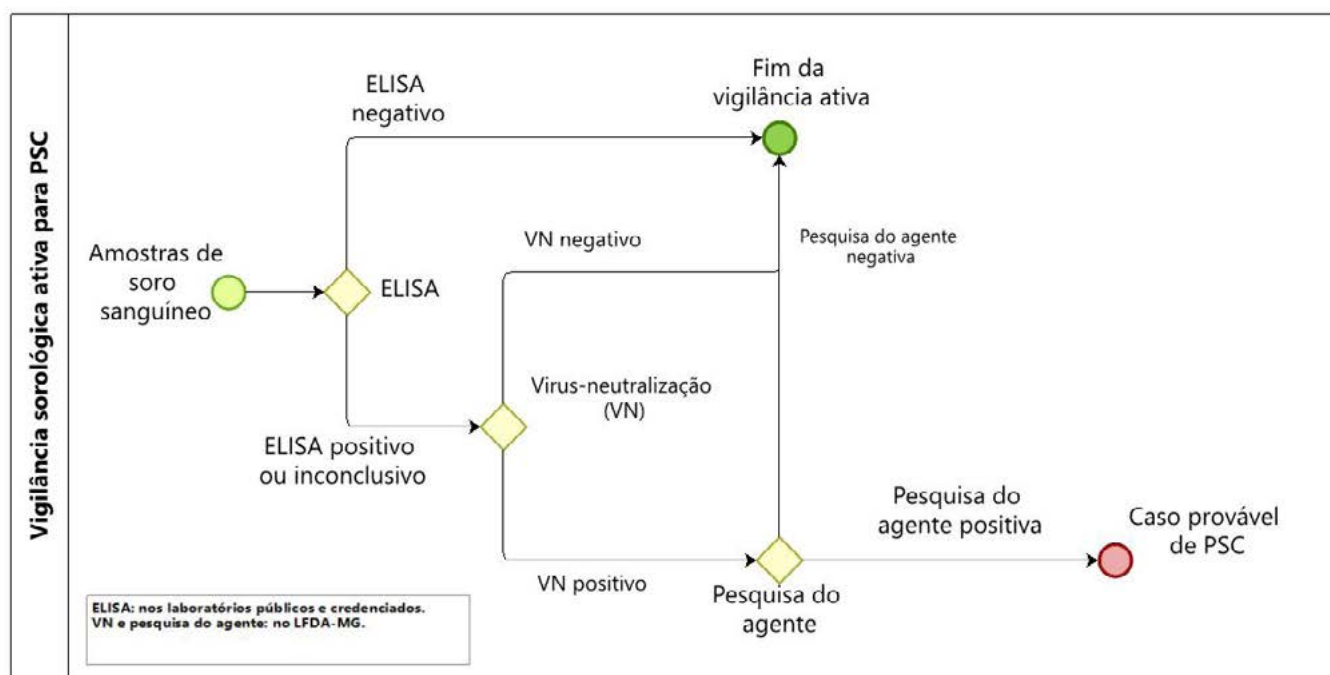 Vigilância sorológica ativa para PSC
Fim da
vigilância ativa
ELISA
negativo
VN negativo
Pesquisa do agente
negativa
Amostras de
soro
sanguíneo
ELISA
Virus-neutralização
(VN)
ELISA positivo
ou inconclusivo
Pesquisa do
agente positiva
Caso provável
de PSC
VN positivo
Pesquisa do
agente
ELISA: nos laboratórios públicos e credenciados.
VN e pesquisa do agente: no LFDA-MG.